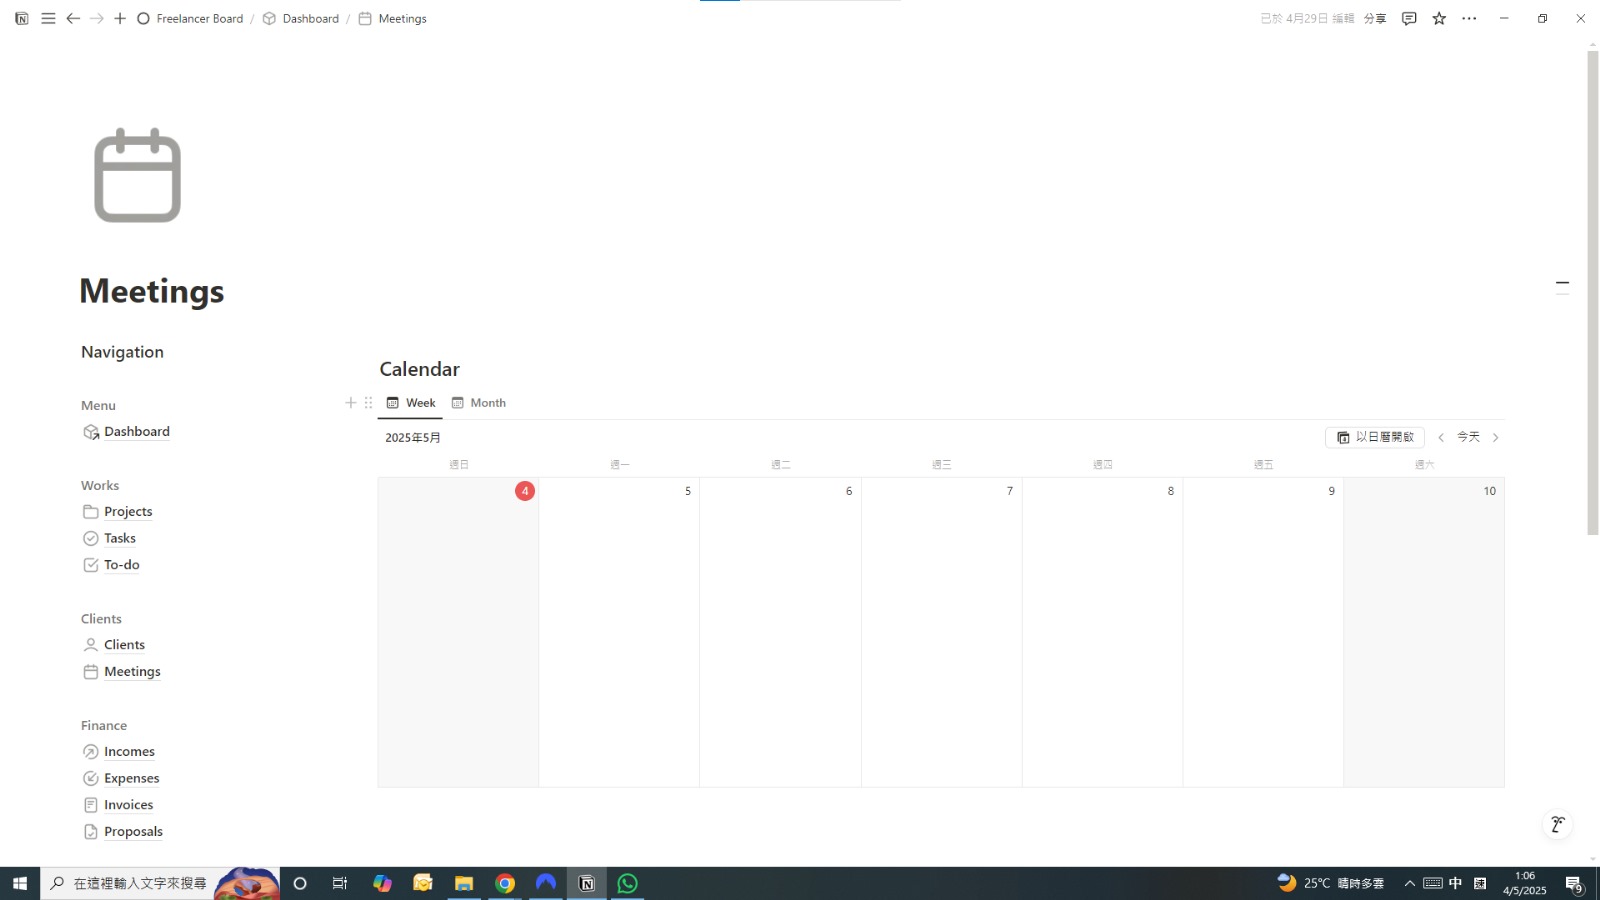 Freelancer Board / Dashboard / Meetings
已於 4月29日 編輯 分享
Meetings
Navigation
Menu
Dashboard
Works
Projects
Tasks
To-do
Clients
Clients
Meetings
Finance
Incomes
Expenses
Invoices
Proposals
Calendar
Week Month
2025年5月 以日曆開啟 今天
週日 週一 週二 週三 週四 週五 週六
4 5 6 7 8 9 10
在這裡輸入文字來搜尋
25°C 晴時多雲
中
速
1:06
4/5/2025
9